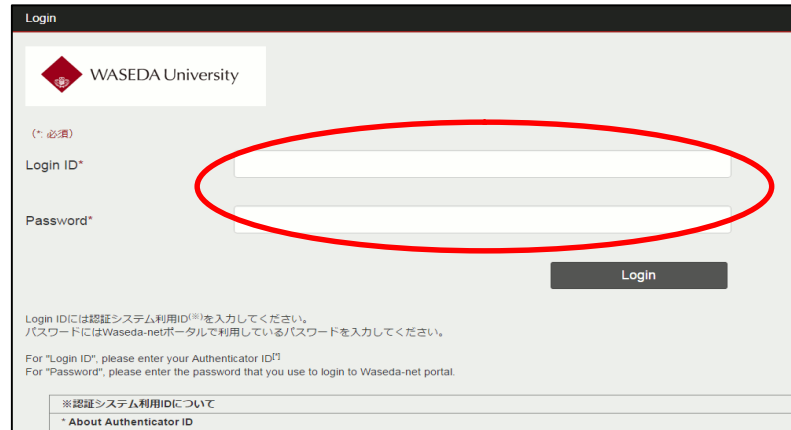 Login
WASEDA University
(*: 必須)
Login ID*
Password*
Login
Login IDには認証システム利用ID(※)を入力してください。
パスワードにはWaseda-netポータルで利用しているパスワードを入力してください。
For "Login ID", please enter your Authenticator ID[*]
For "Password", please enter the password that you use to login to Waseda-net portal.
※認証システム利用IDについて
* About Authenticator ID